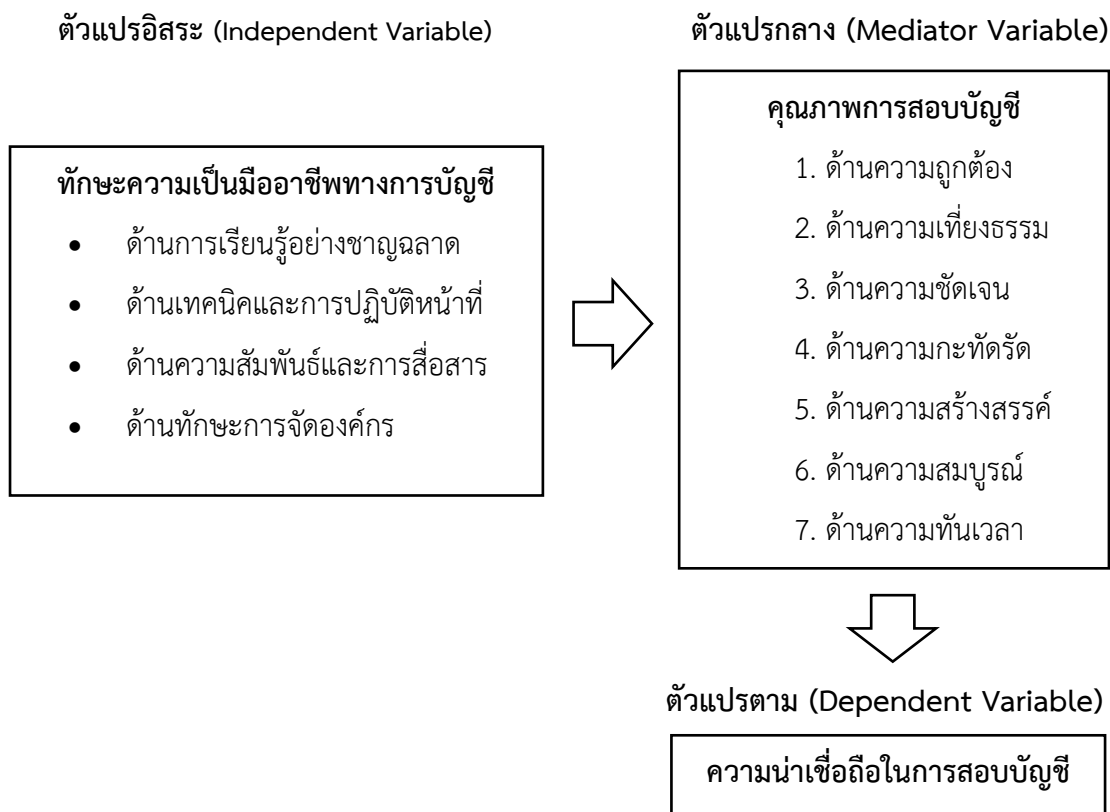 ตัวแปรอิสระ (Independent Variable)
ทักษะความเป็นมืออาชีพทางการบัญชี
• ด้านการเรียนรู้อย่างชาญฉลาด
• ด้านเทคนิคและการปฏิบัติหน้าที่
• ด้านความสัมพันธ์และการสื่อสาร
• ด้านทักษะการจัดองค์กร
ตัวแปรกลาง (Mediator Variable)
คุณภาพการสอบบัญชี
1. ด้านความถูกต้อง
2. ด้านความเที่ยงธรรม
3. ด้านความชัดเจน
4. ด้านความกะทัดรัด
5. ด้านความสร้างสรรค์
6. ด้านความสมบูรณ์
7. ด้านความทันเวลา
ตัวแปรตาม (Dependent Variable)
ความน่าเชื่อถือในการสอบบัญชี